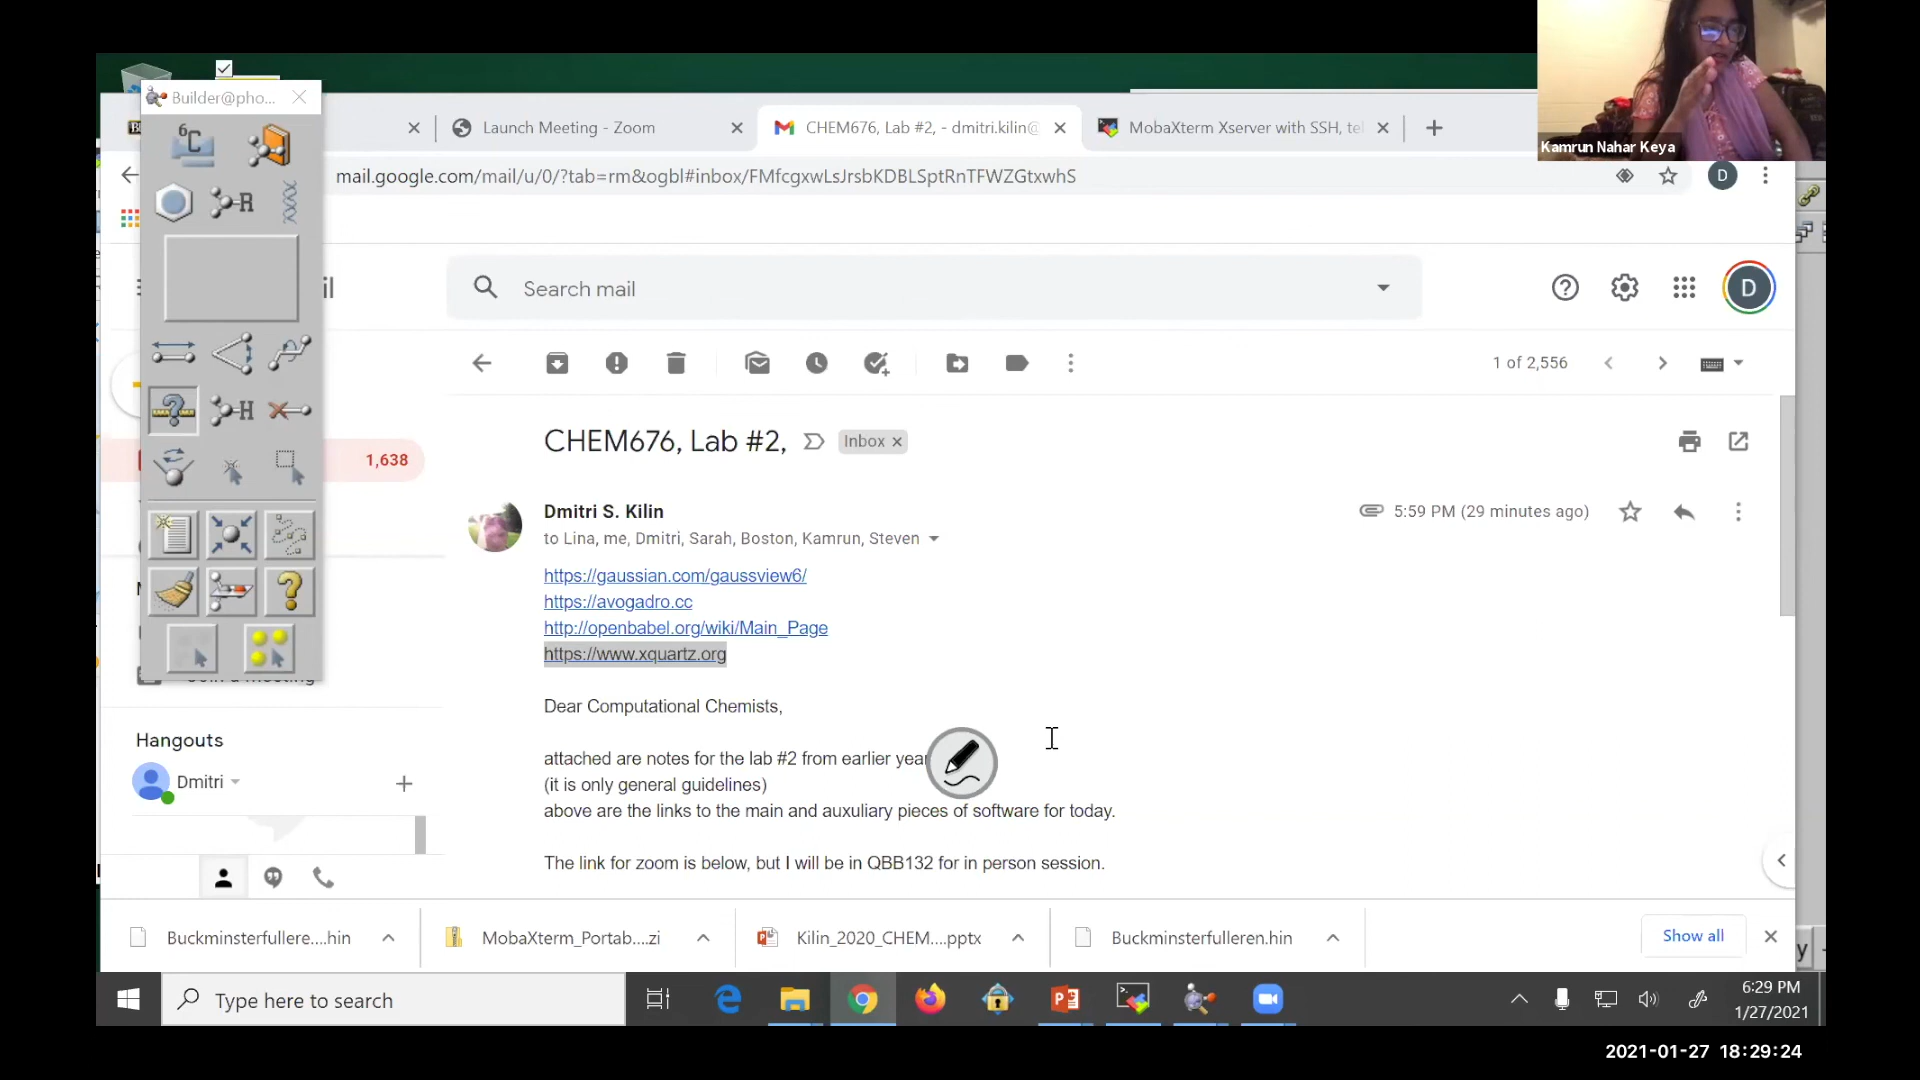 Builder@pho...
Launch Meeting - Zoom
CHEM676, Lab #2, - dmitri.kilin@
MobaXterm Xserver with SSH, tel
Kamrun Nahar Keya
mail.google.com/mail/u/0/?tab=rm&ogbl#inbox/FMfcgxwLsJrsbKDBLSptRnTFWZGtxwhS
D
6C
R
il
Search mail
D
1 of 2,556
H
CHEM676, Lab #2,
Inbox
1,638
Dmitri S. Kilin
5:59 PM (29 minutes ago)
to Lina, me, Dmitri, Sarah, Boston, Kamrun, Steven
https://gaussian.com/gaussview6/
https://avogadro.cc
http://openbabel.org/wiki/Main_Page
https://www.xquartz.org
Join a meeting
Dear Computational Chemists,
Hangouts
attached are notes for the lab #2 from earlier year
Dmitri
(it is only general guidelines)
above are the links to the main and auxuliary pieces of software for today.
The link for zoom is below, but I will be in QBB132 for in person session.
Buckminsterfullere....hin
MobaXterm_Portab....zi
Kilin_2020_CHEM....pptx
Buckminsterfulleren.hin
Show all
y
Type here to search
6:29 PM
1/27/2021
2021-01-27 18:29:24